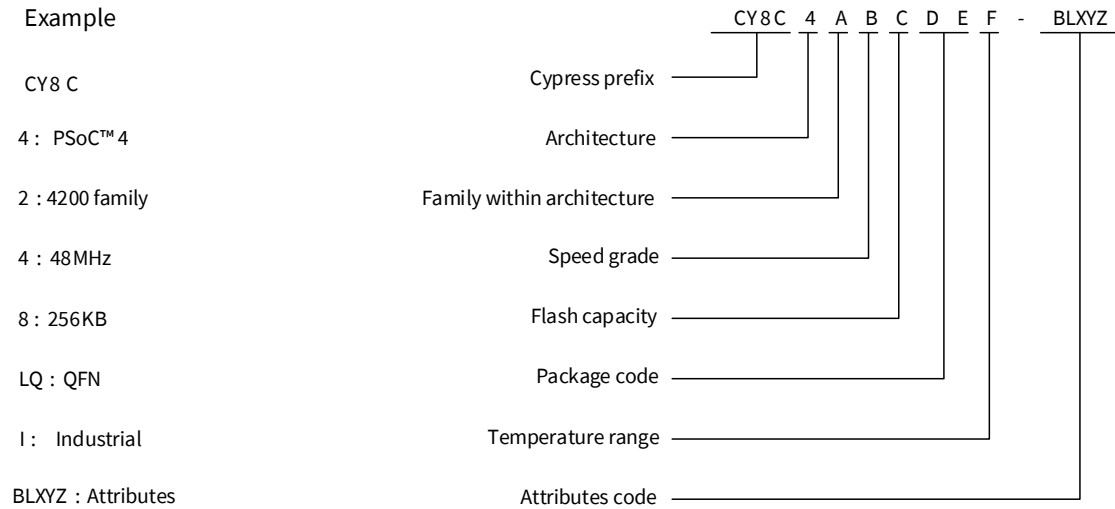 Example CY8C 4 A B C D E F - BLXYZ
CY8 C Cypress prefix
4 : PSoC™ 4 Architecture
2 : 4200 family Family within architecture
4 : 48MHz Speed grade
8 : 256KB Flash capacity
LQ : QFN Package code
I : Industrial Temperature range
BLXYZ : Attributes Attributes code